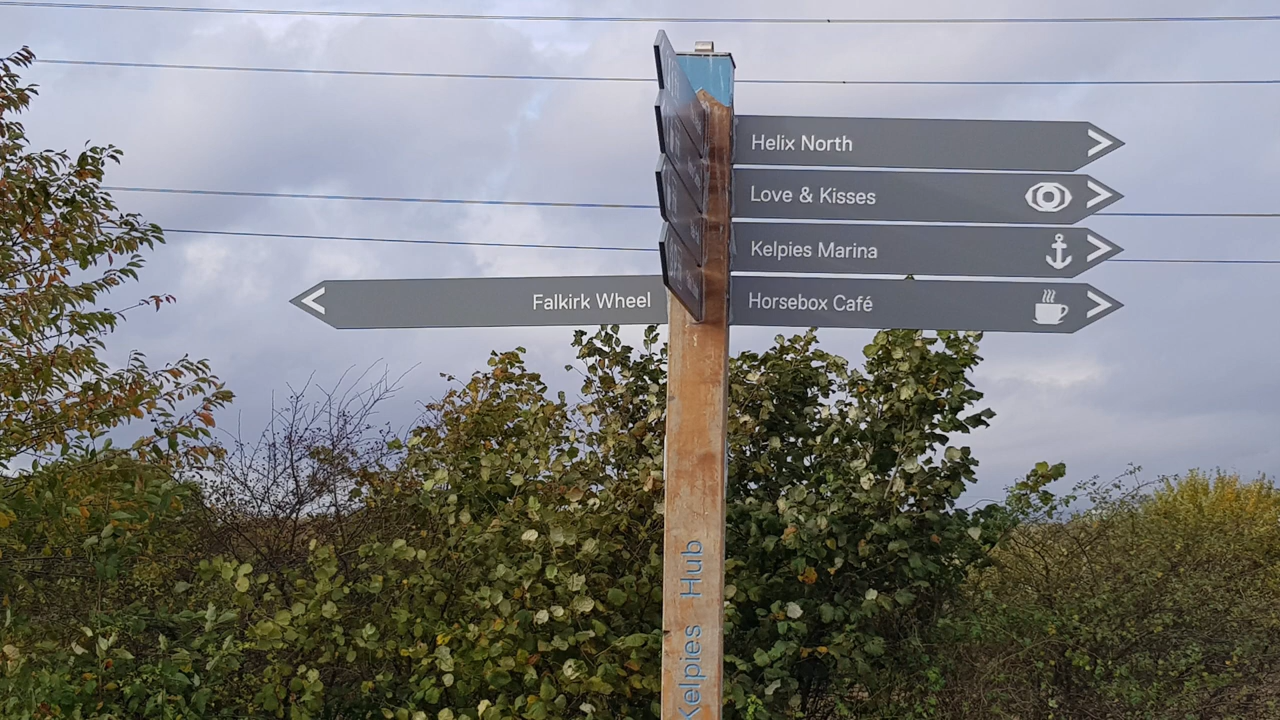 Helix North
Love & Kisses
Kelpies Marina
Falkirk Wheel
Horsebox Café
Kelpies Hub